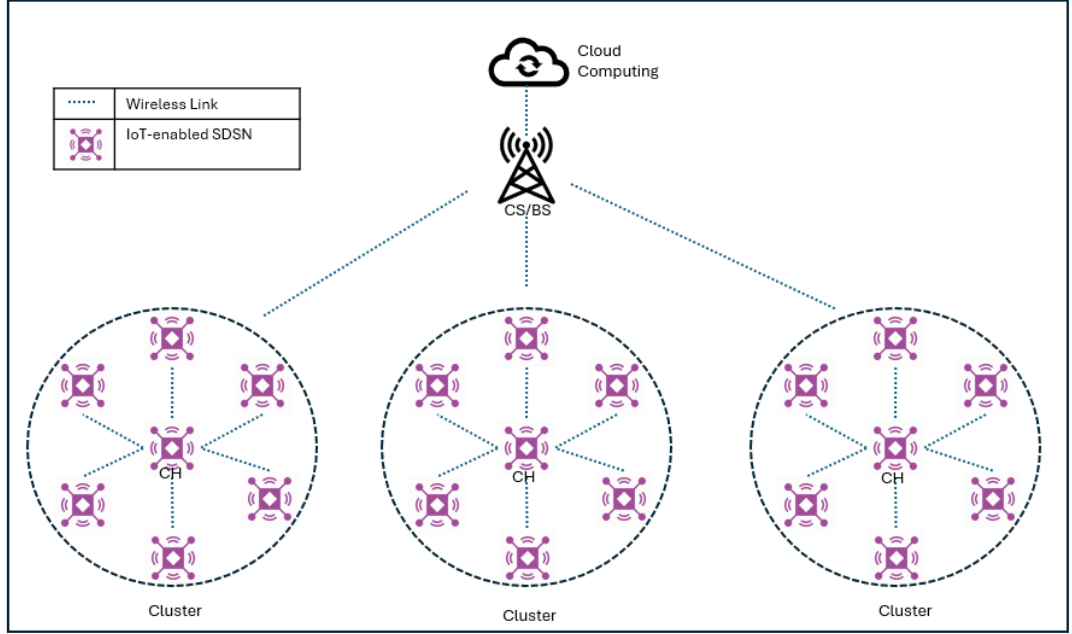 Cloud
Computing
Wireless Link
IoT-enabled SDSN
CS/BS
CH
CH
CH
Cluster
Cluster
Cluster